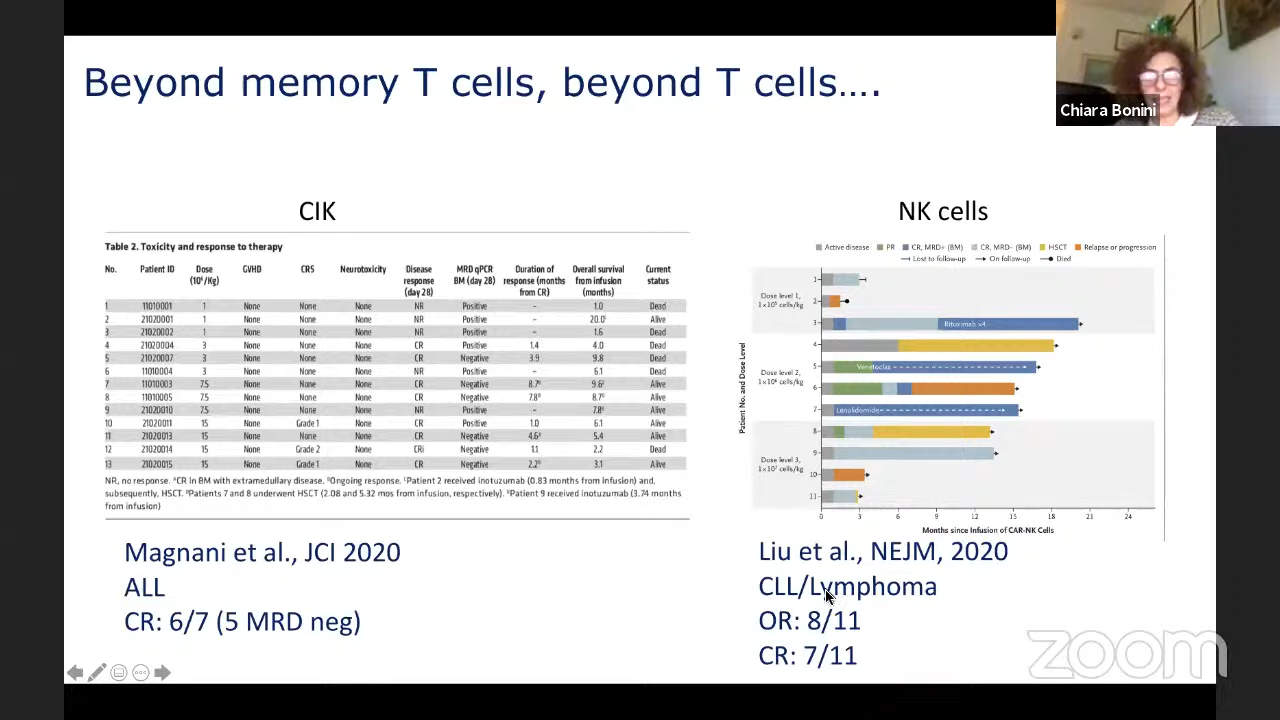 Beyond memory T cells, beyond T cells….
Chiara Bonini
CIK
Table 2. Toxicity and response to therapy
No. Patient ID Dose (10⁶/Kg) GVHD CRS Neurotoxicity Disease response (day 28) MRD qPCR BM (day 28) Duration of response (months from CR) Overall survival from infusion (months) Current status
1 11010001 1 None None None NR Positive – 1.0 Dead
2 21020001 1 None None None NR Positive – 20.0ᶜ Alive
3 21020002 1 None None None NR Positive – 1.6 Dead
4 21020004 3 None None None CR Positive 1.4 4.0 Dead
5 21020007 3 None None None CR Negative 3.9 9.8 Dead
6 11010004 3 None None None NR Positive – 6.1 Dead
7 11010003 7.5 None None None CR Negative 8.7ᵇ 9.6 Alive
8 11010005 7.5 None None None CR Negative 7.8ᵇ 8.7 Alive
9 21020010 7.5 None None None NR Positive – 7.8 Alive
10 21020011 15 None Grade 1 None CR Positive 1.0 6.1 Alive
11 21020013 15 None None None CR Negative 4.6 5.4 Alive
12 21020014 15 None Grade 2 None CRi Negative 1.1 2.2 Dead
13 21020015 15 None Grade 1 None CR Negative 2.2 3.1 Alive
NR, no response. ᵃCR in BM with extramedullary disease. ᵇOngoing response. ᶜPatient 2 received inotuzumab (0.83 months from infusion) and,
subsequently, HSCT. Patients 7 and 8 underwent HSCT (2.08 and 5.32 mos from infusion, respectively). Patient 9 received inotuzumab (3.74 months
from infusion)
Magnani et al., JCI 2020
ALL
CR: 6/7 (5 MRD neg)
NK cells
Active disease PR CR, MRD+ (BM) CR, MRD− (BM) HSCT Relapse or progression
Lost to follow-up On follow-up Died
Patient No. and Dose Level
Dose level 1,
1×10⁵ cells/kg
1
2
3 Rituximab ×4
Dose level 2,
1×10⁶ cells/kg
4
5 Venetoclax
6
7 Lenalidomide
Dose level 3,
1×10⁷ cells/kg
8
9
10
11
0 3 6 9 12 15 18 21 24
Months since Infusion of CAR-NK Cells
Liu et al., NEJM, 2020
CLL/Lymphoma
OR: 8/11
CR: 7/11
zoom